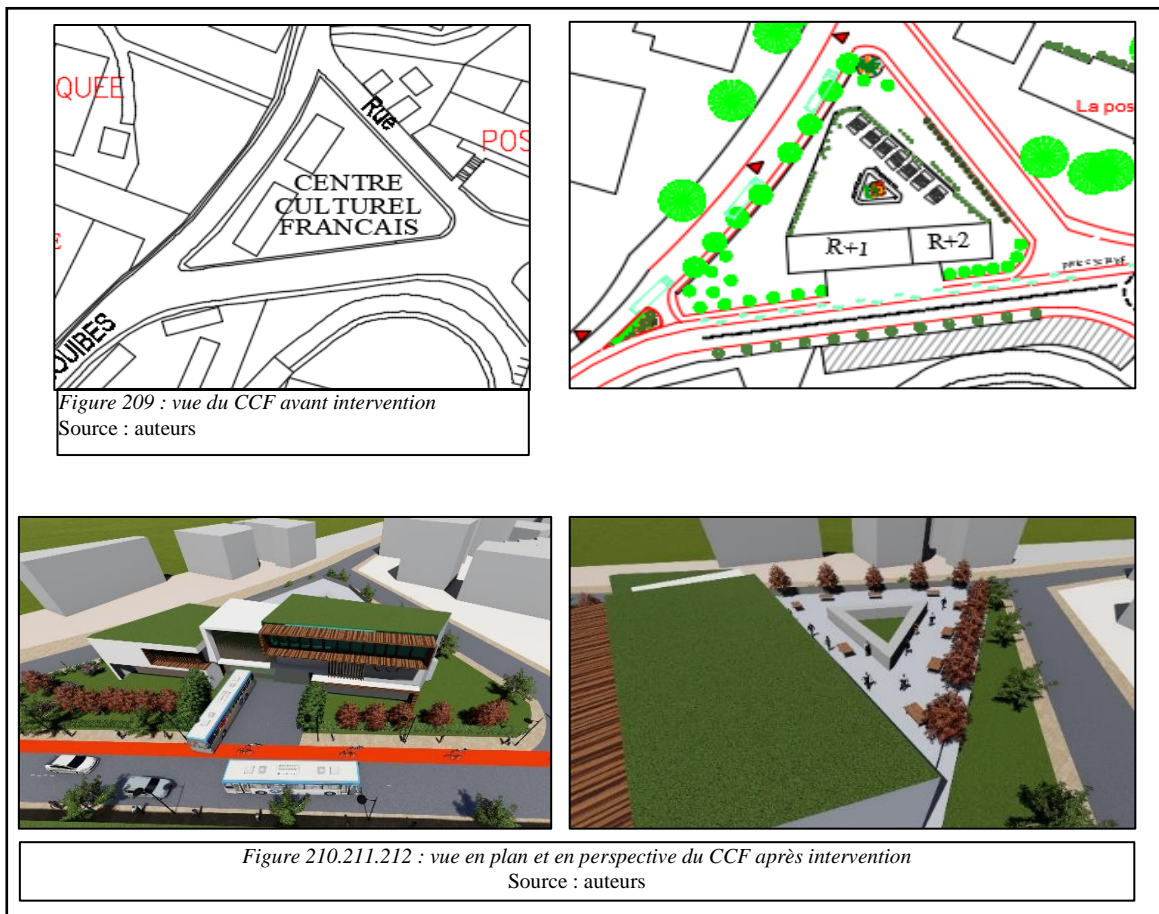 QUEE
Rue
POS
CENTRE
CULTUREL
FRANCAIS
OUIBES
La pos
R+1
R+2
Figure 209 : vue du CCF avant intervention
Source : auteurs
Figure 210.211.212 : vue en plan et en perspective du CCF après intervention
Source : auteurs